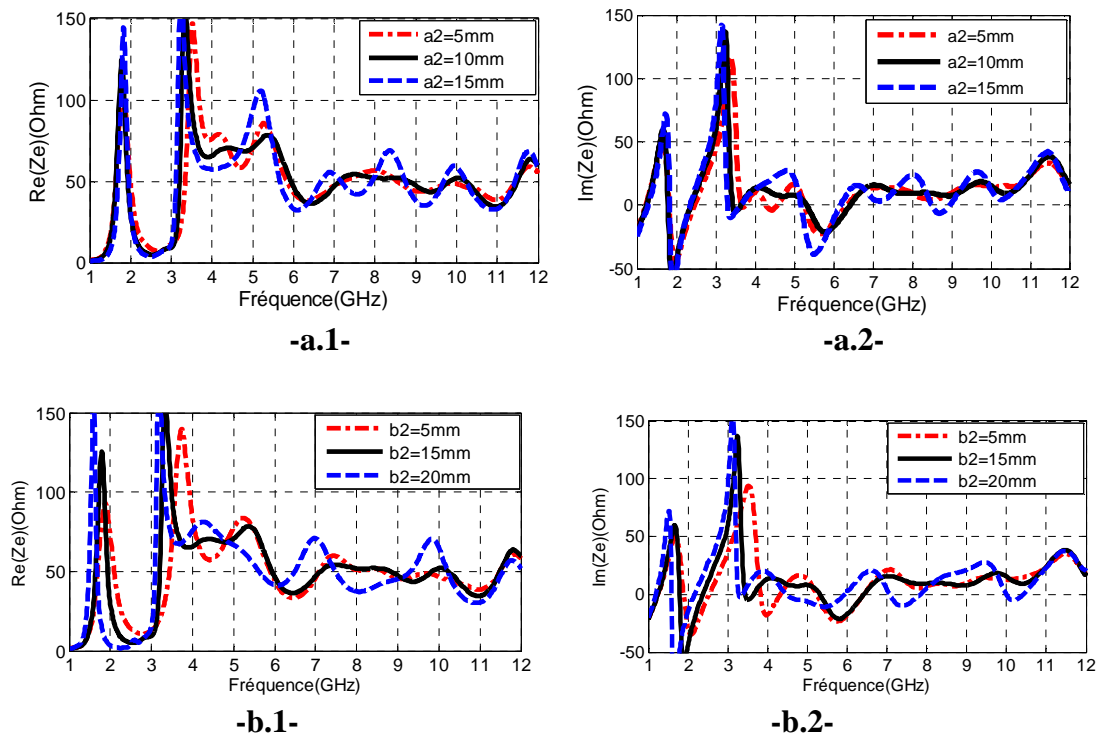 150
100
50
0
Re(Ze)(Ohm)
a2=5mm
a2=10mm
a2=15mm
1 2 3 4 5 6 7 8 9 10 11 12
Fréquence(GHz)
-a.1-
150
100
50
0
-50
Im(Ze)(Ohm)
a2=5mm
a2=10mm
a2=15mm
1 2 3 4 5 6 7 8 9 10 11 12
Fréquence(GHz)
-a.2-
150
100
50
0
Re(Ze)(Ohm)
b2=5mm
b2=15mm
b2=20mm
1 2 3 4 5 6 7 8 9 10 11 12
Fréquence(GHz)
-b.1-
150
100
50
0
-50
Im(Ze)(Ohm)
b2=5mm
b2=15mm
b2=20mm
1 2 3 4 5 6 7 8 9 10 11 12
Fréquence(GHz)
-b.2-